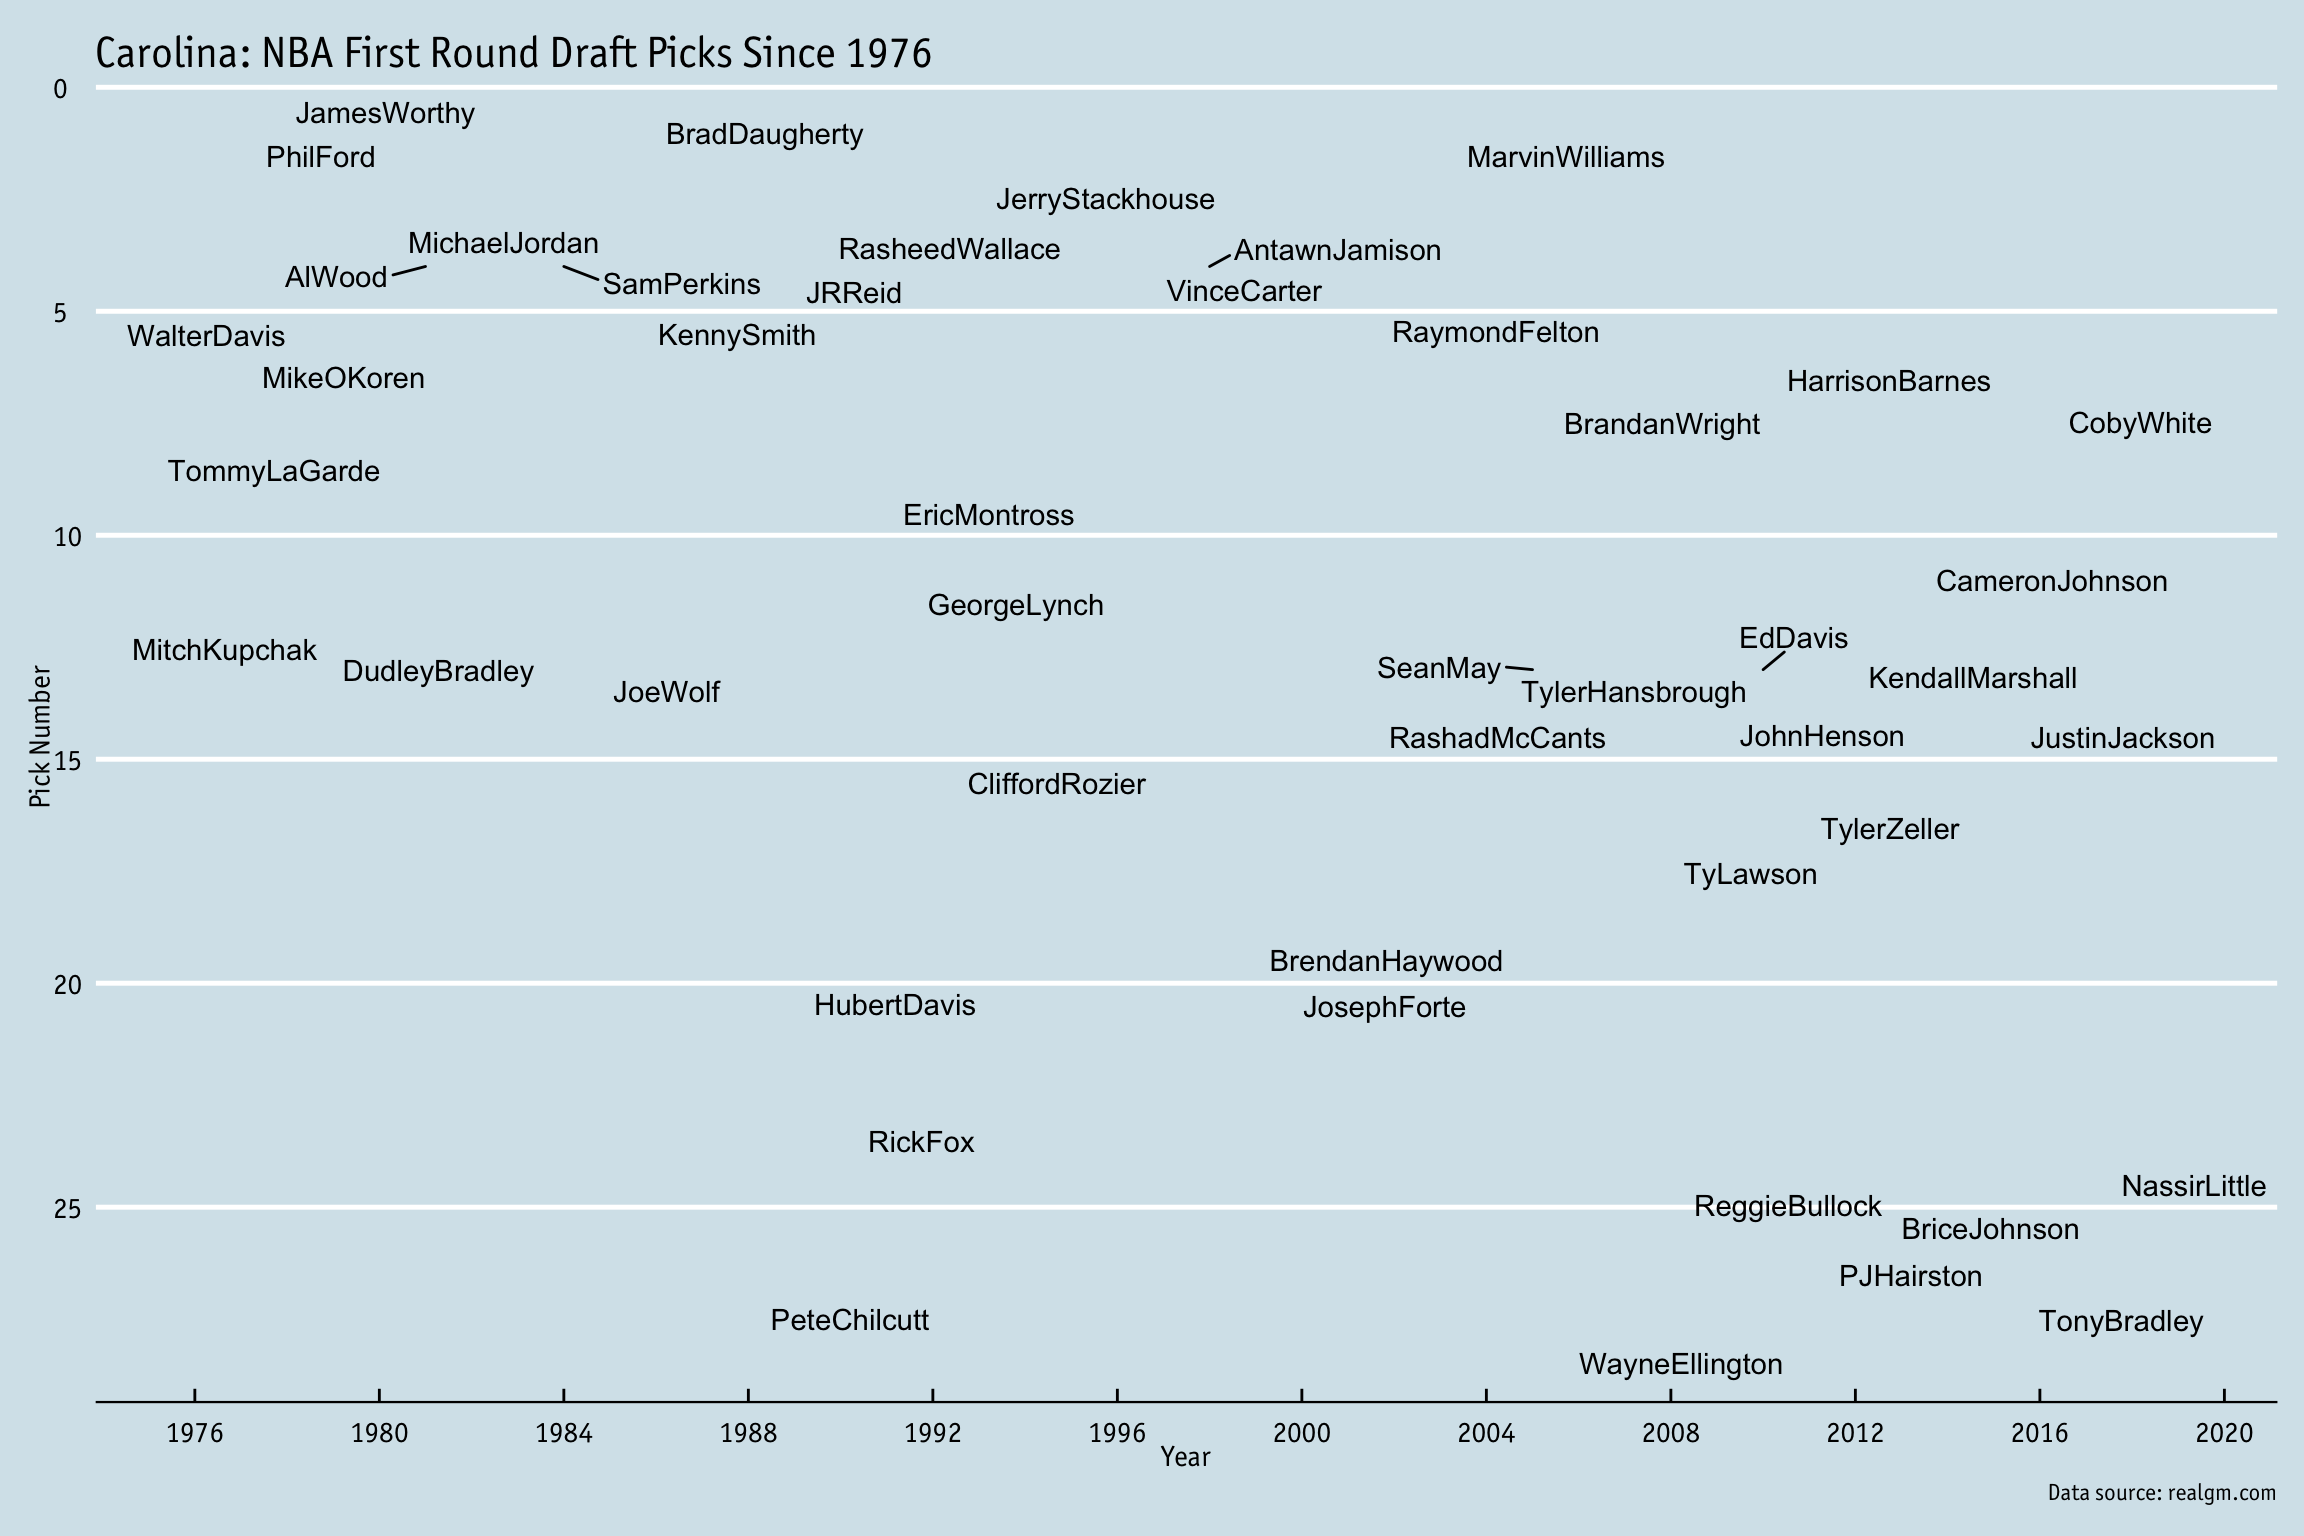 Carolina: NBA First Round Draft Picks Since 1976
0
JamesWorthy
BradDaugherty
PhilFord
MarvinWilliams
JerryStackhouse
MichaelJordan
RasheedWallace
AntawnJamison
AlWood
SamPerkins
JRReid
VinceCarter
5
WalterDavis
KennySmith
RaymondFelton
MikeOKoren
HarrisonBarnes
BrandanWright
CobyWhite
TommyLaGarde
EricMontross
10
CameronJohnson
GeorgeLynch
EdDavis
MitchKupchak
DudleyBradley
SeanMay
KendallMarshall
JoeWolf
TylerHansbrough
RashadMcCants
JohnHenson
JustinJackson
Pick Number
15
CliffordRozier
TylerZeller
TyLawson
BrendanHaywood
20
HubertDavis
JosephForte
RickFox
NassirLittle
25
ReggieBullock
BriceJohnson
PJHairston
PeteChilcutt
TonyBradley
WayneEllington
1976 1980 1984 1988 1992 1996 2000 2004 2008 2012 2016 2020
Year
Data source: realgm.com